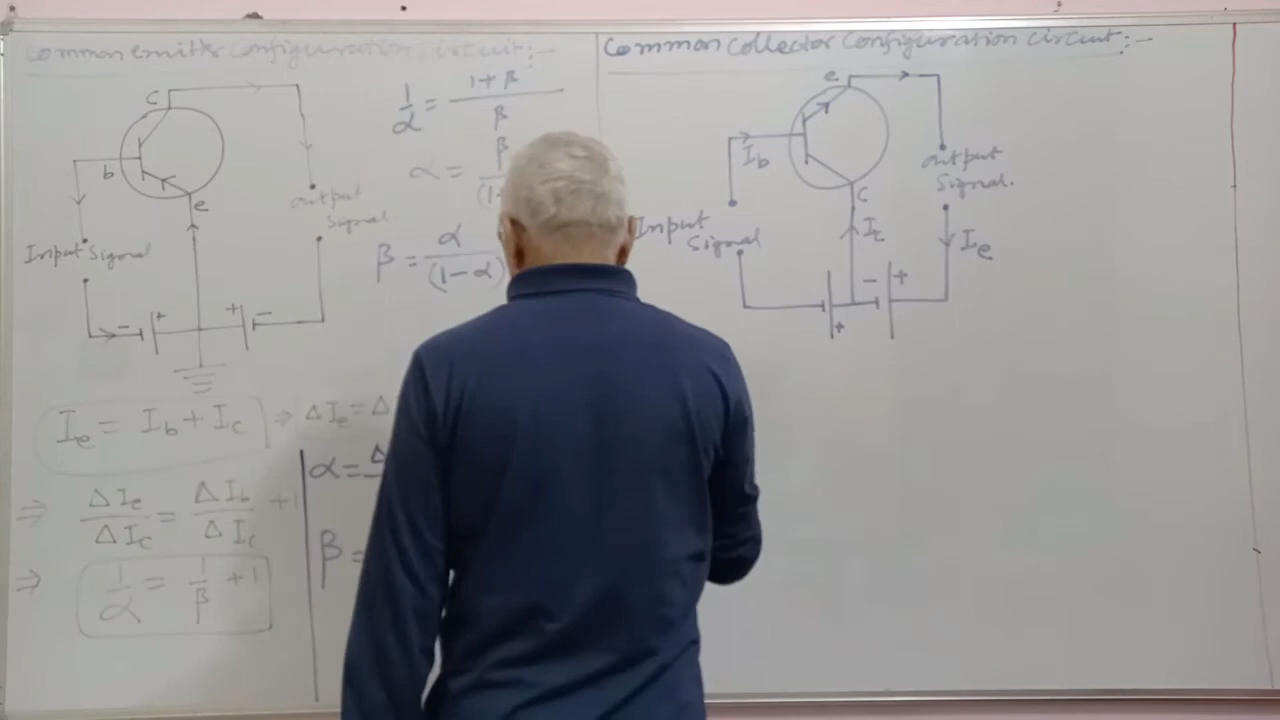 Common emitter Configuration circuit:-
c
b
e
Input Signal
output
Signal.
- +
+ -
1/α = 1+β/β
α = β/(1
β = α/(1-α)
Ie = Ib + Ic ⇒ ΔIe = Δ
⇒ ΔIe/ΔIc = ΔIb/ΔIc + 1
⇒ 1/α = 1/β + 1
α = Δ
β =
Common Collector Configuration circuit:-
e
Ib
c
Input
Signal
output
Signal.
Ic
Ie
- +
+